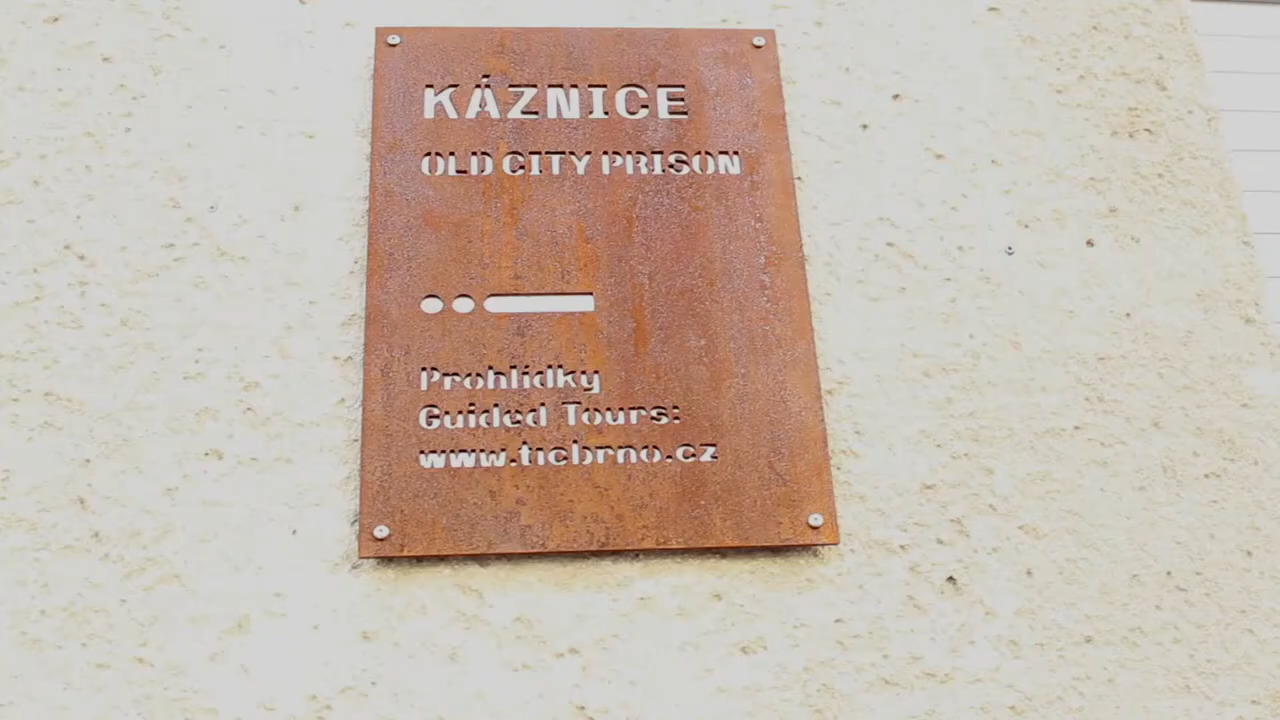 KÁZNICE
OLD CITY PRISON
Prohlídky
Guided Tours:
www.ticbrno.cz